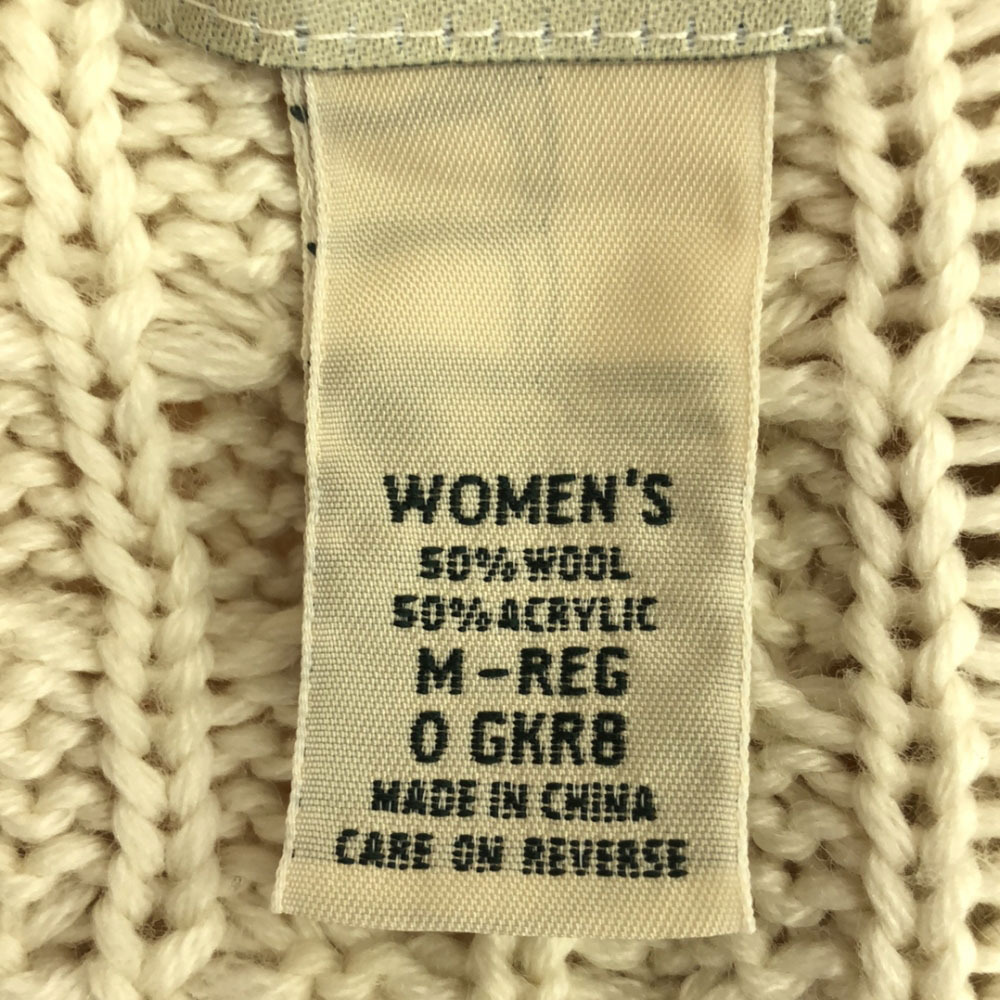 WOMEN'S
50% WOOL
50% ACRYLIC
M-REG
0 GKR8
MADE IN CHINA
CARE ON REVERSE